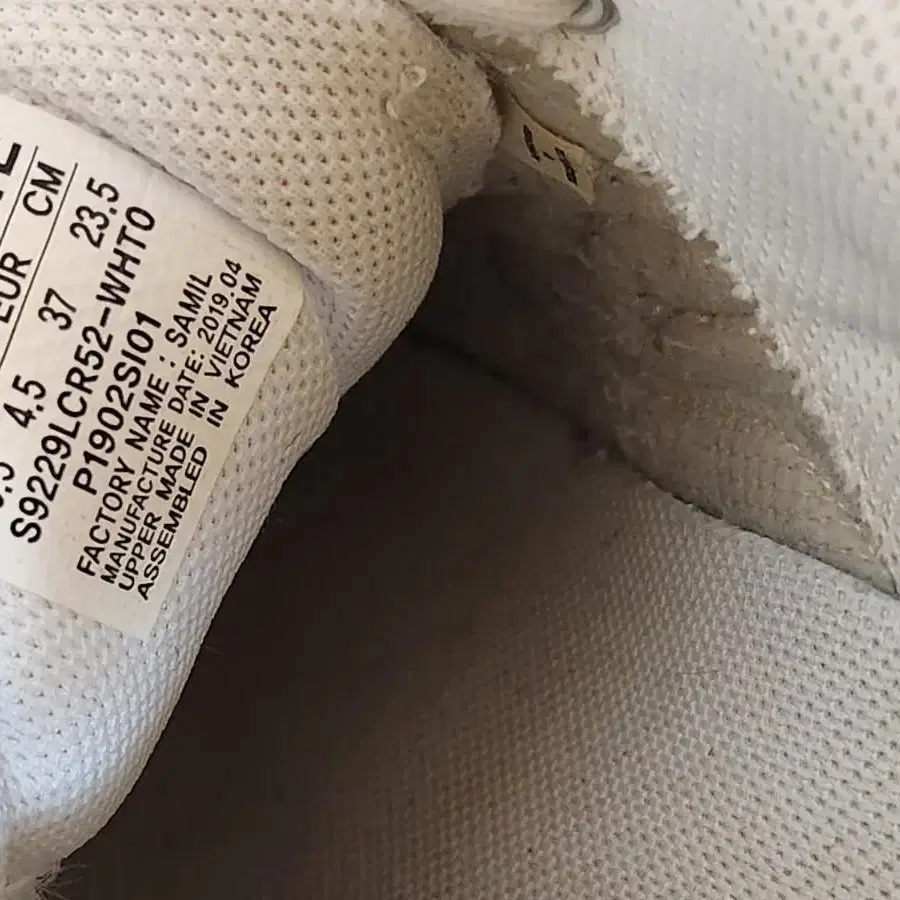 EUR CM
4.5 37 23.5
S9229LCR52-WHT0
P1902SI01
FACTORY NAME : SAMIL
MANUFACTURE DATE: 2019.04
UPPER MADE IN VIETNAM
ASSEMBLED IN KOREA